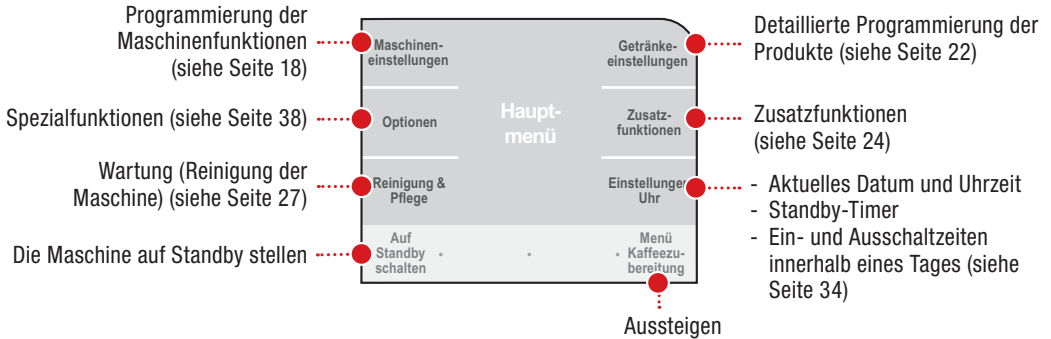 Programmierung der
Maschinenfunktionen
(siehe Seite 18)
Spezialfunktionen (siehe Seite 38)
Wartung (Reinigung der
Maschine) (siehe Seite 27)
Die Maschine auf Standby stellen
Maschinen-
einstellungen
Optionen
Reinigung &
Pflege
Auf
Standby
schalten
Haupt-
menü
Getränke-
einstellungen
Zusatz-
funktionen
Einstellungen
Uhr
Menü
Kaffeezu-
bereitung
Detaillierte Programmierung der
Produkte (siehe 22)
Zusatzfunktionen
(siehe Seite 24)
- Aktuelles Datum und Uhrzeit
- Standby-Timer
- Ein- und Ausschaltzeiten
innerhalb eines Tages (siehe
Seite 34)
Aussteigen